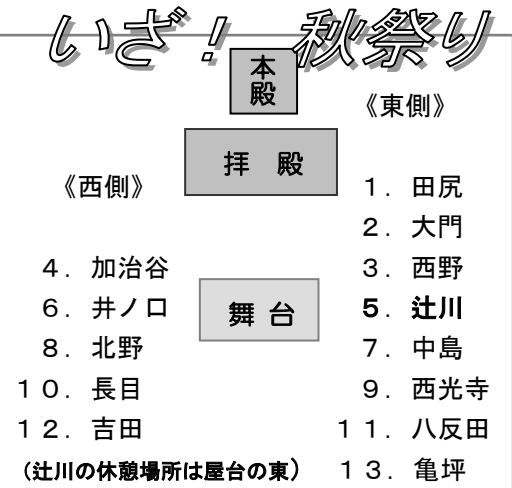 いざ！ 秋祭り
本殿
《東側》
拝 殿
《西側》
１．田尻
２．大門
４．加治谷
３．西野
６．井ノ口
舞 台
５．辻川
８．北野
７．中島
１０．長目
９．西光寺
１２．吉田
１１．八反田
（辻川の休憩場所は屋台の東）
１３．亀坪